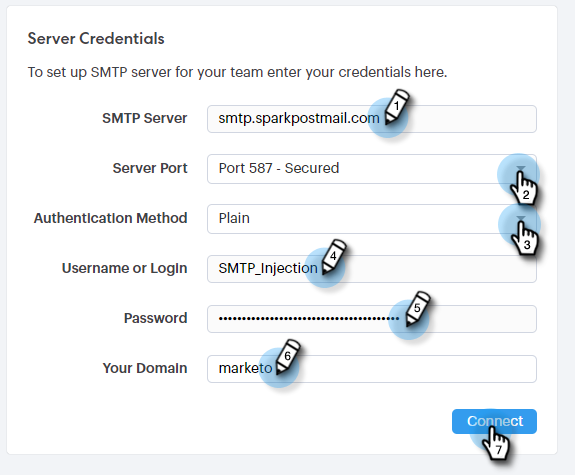 Server Credentials
To set up SMTP server for your team enter your credentials here.
SMTP Server smtp.sparkpostmail.com 1
Server Port Port 587 - Secured 2
Authentication Method Plain 3
Username or Login SMTP_Injection 4
Password ••••••••••••••••••••••••••••••••••••••• 5
Your Domain marketo 6
Connect 7